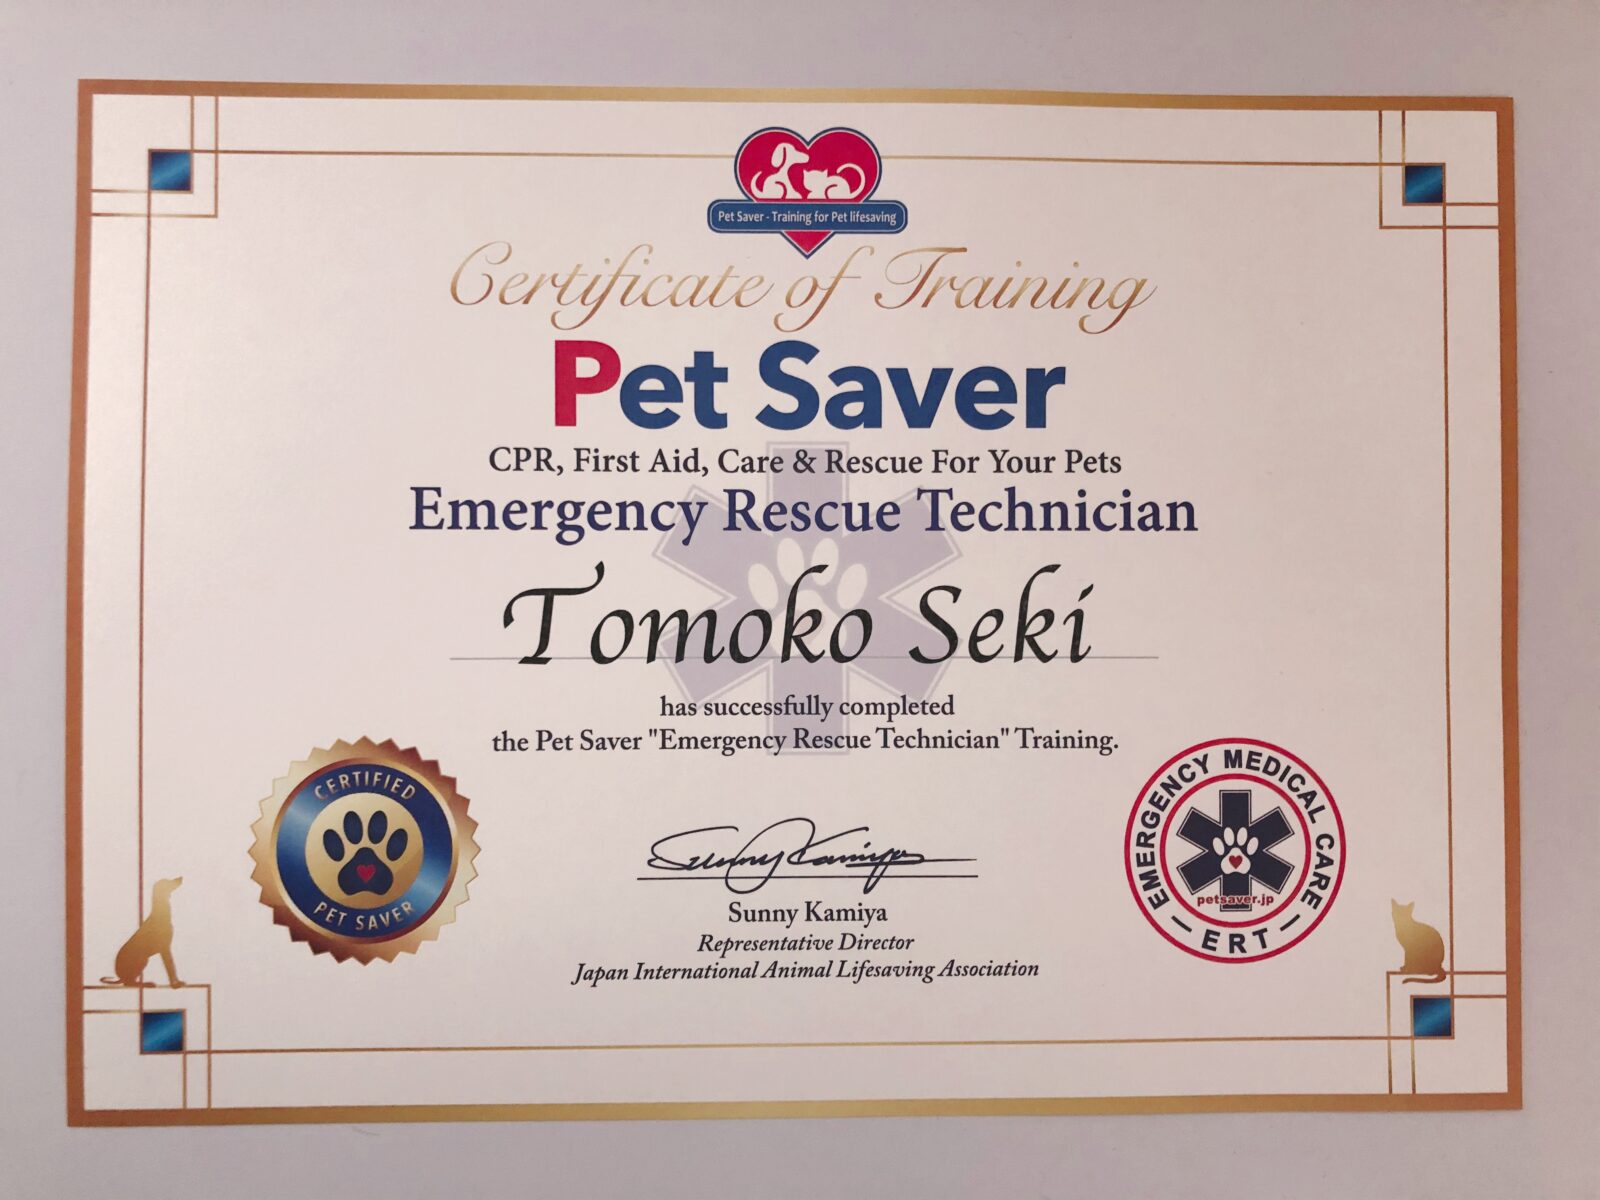 Pet Saver - Training for Pet lifesaving
Certificate of Training
Pet Saver
CPR, First Aid, Care & Rescue For Your Pets
Emergency Rescue Technician
Tomoko Seki
has successfully completed
the Pet Saver "Emergency Rescue Technician" Training.
CERTIFIED
PET SAVER
Sunny Kamiya
Sunny Kamiya
Representative Director
Japan International Animal Lifesaving Association
EMERGENCY MEDICAL CARE
petsaver.jp
ERT